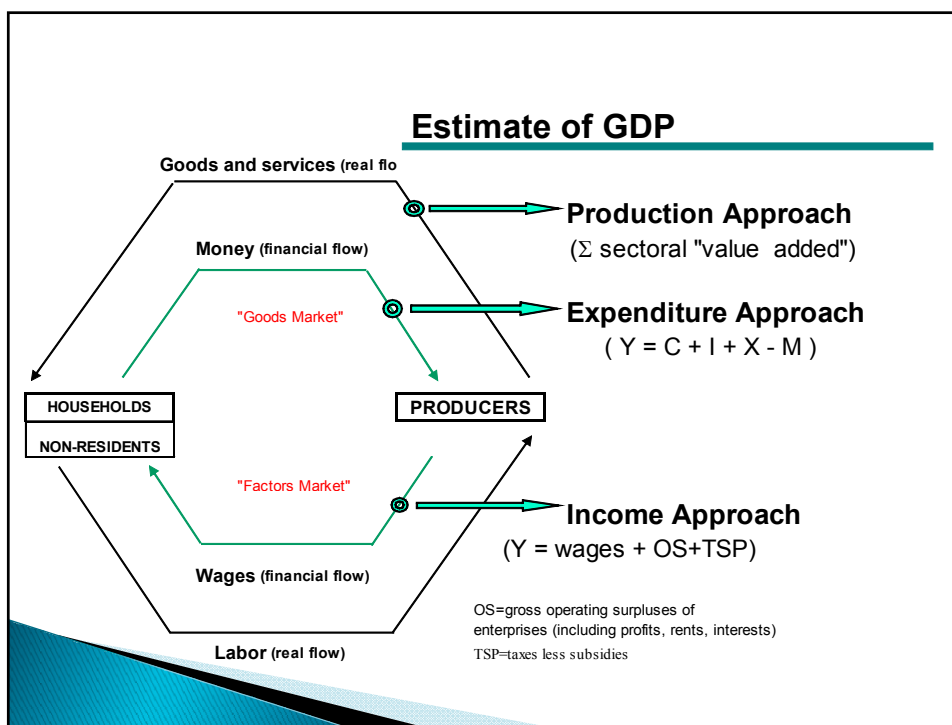 Estimate of GDP
Goods and services (real flo
Production Approach
(Σ sectoral "value added")
Money (financial flow)
"Goods Market"
Expenditure Approach
( Y = C + I + X - M )
HOUSEHOLDS
NON-RESIDENTS
PRODUCERS
"Factors Market"
Income Approach
(Y = wages + OS+TSP)
Wages (financial flow)
Labor (real flow)
OS=gross operating surpluses of
enterprises (including profits, rents, interests)
TSP=taxes less subsidies